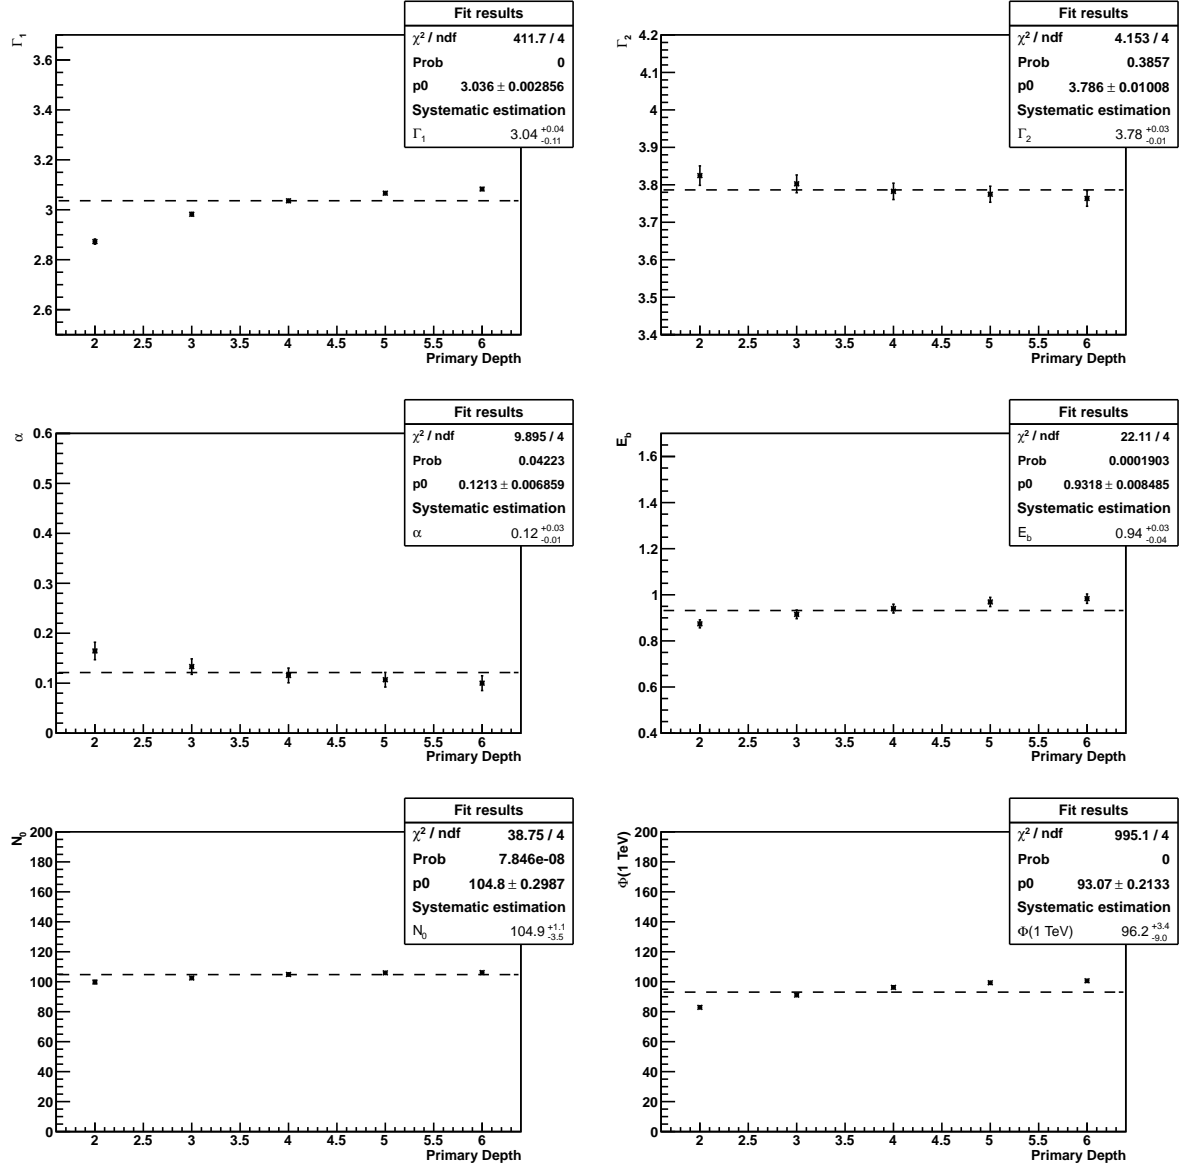 Fit results
χ² / ndf 411.7 / 4
Prob 0
p0 3.036 ± 0.002856
Systematic estimation
Γ₁ 3.04 +0.04 -0.11
Γ₁
3.6
3.4
3.2
3
2.8
2.6
2 2.5 3 3.5 4 4.5 5 5.5 6
Primary Depth
Fit results
χ² / ndf 4.153 / 4
Prob 0.3857
p0 3.786 ± 0.01008
Systematic estimation
Γ₂ 3.78 +0.03 -0.01
Γ₂
4.2
4.1
4
3.9
3.8
3.7
3.6
3.5
3.4
2 2.5 3 3.5 4 4.5 5 5.5 6
Primary Depth
Fit results
χ² / ndf 9.895 / 4
Prob 0.04223
p0 0.1213 ± 0.006859
Systematic estimation
α 0.12 +0.03 -0.01
α
0.6
0.5
0.4
0.3
0.2
0.1
0
2 2.5 3 3.5 4 4.5 5 5.5 6
Primary Depth
Fit results
χ² / ndf 22.11 / 4
Prob 0.0001903
p0 0.9318 ± 0.008485
Systematic estimation
E_b 0.94 +0.03 -0.04
E_b
1.6
1.4
1.2
1
0.8
0.6
0.4
2 2.5 3 3.5 4 4.5 5 5.5 6
Primary Depth
Fit results
χ² / ndf 38.75 / 4
Prob 7.846e-08
p0 104.8 ± 0.2987
Systematic estimation
N₀ 104.9 +1.1 -3.5
N₀
200
180
160
140
120
100
80
60
40
20
0
2 2.5 3 3.5 4 4.5 5 5.5 6
Primary Depth
Fit results
χ² / ndf 995.1 / 4
Prob 0
p0 93.07 ± 0.2133
Systematic estimation
Φ(1 TeV) 96.2 +3.4 -9.0
Φ(1 TeV)
200
180
160
140
120
100
80
60
40
20
0
2 2.5 3 3.5 4 4.5 5 5.5 6
Primary Depth